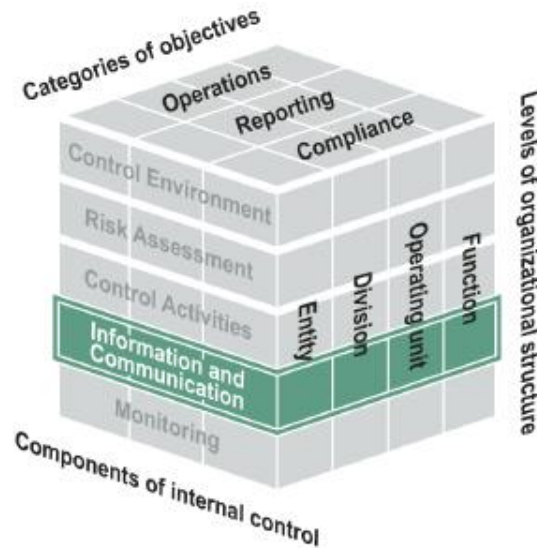 Categories of objectives
Operations
Reporting
Compliance
Control Environment
Risk Assessment
Control Activities
Information and
Communication
Monitoring
Components of internal control
Entity
Division
Operating unit
Function
Levels of organizational structure